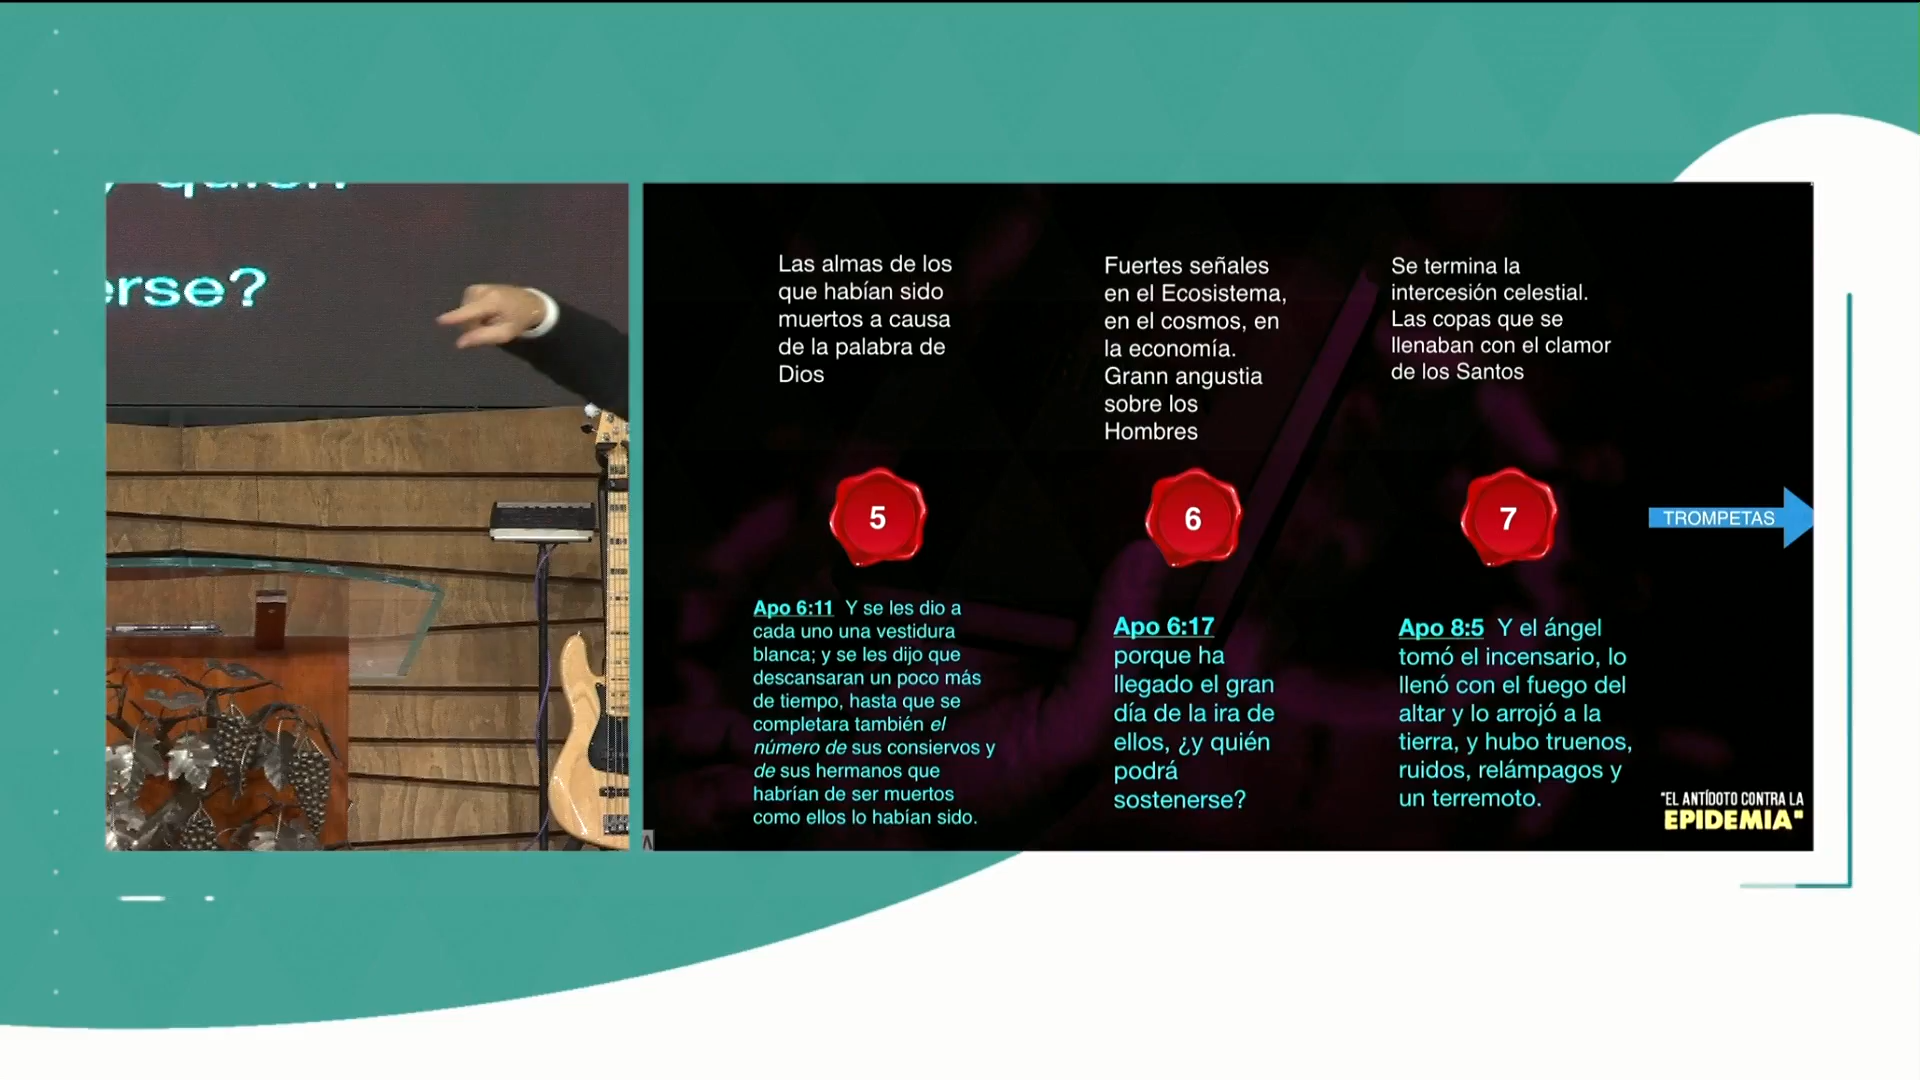 erse?
Las almas de los
que habían sido
muertos a causa
de la palabra de
Dios
Fuertes señales
en el Ecosistema,
en el cosmos, en
la economía.
Grann angustia
sobre los
Hombres
Se termina la
intercesión celestial.
Las copas que se
llenaban con el clamor
de los Santos
5
6
7
TROMPETAS
Apo 6:11 Y se les dio a
cada uno una vestidura
blanca; y se les dijo que
descansaran un poco más
de tiempo, hasta que se
completara también el
número de sus consiervos y
de sus hermanos que
habrían de ser muertos
como ellos lo habían sido.
Apo 6:17
porque ha
llegado el gran
día de la ira de
ellos, ¿y quién
podrá
sostenerse?
Apo 8:5 Y el ángel
tomó el incensario, lo
llenó con el fuego del
altar y lo arrojó a la
tierra, y hubo truenos,
ruidos, relámpagos y
un terremoto.
"EL ANTÍDOTO CONTRA LA
EPIDEMIA"